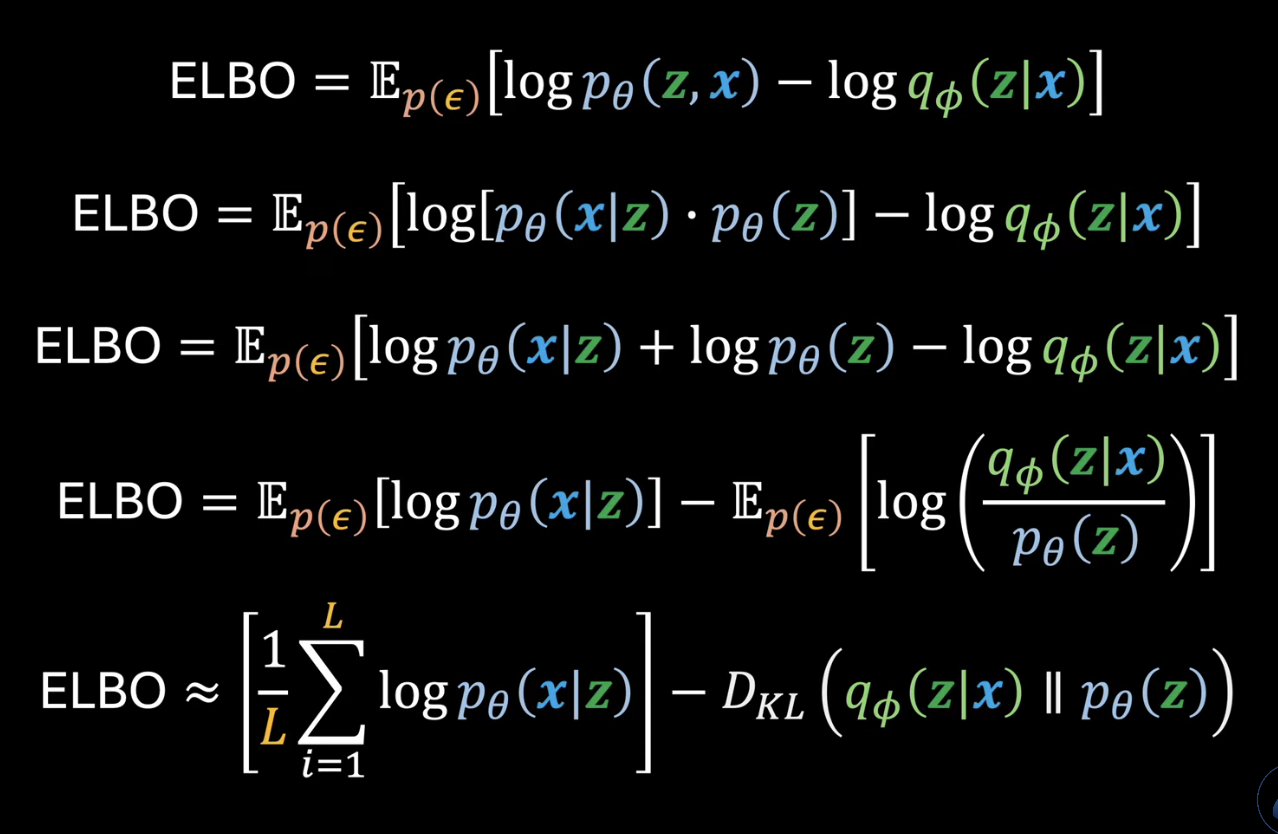 ELBO = 𝔼_{p(ϵ)}[log p_θ(z, x) − log q_ϕ(z|x)]
ELBO = 𝔼_{p(ϵ)}[log[p_θ(x|z) · p_θ(z)] − log q_ϕ(z|x)]
ELBO = 𝔼_{p(ϵ)}[log p_θ(x|z) + log p_θ(z) − log q_ϕ(z|x)]
ELBO = 𝔼_{p(ϵ)}[log p_θ(x|z)] − 𝔼_{p(ϵ)}[log(q_ϕ(z|x) / p_θ(z))]
ELBO ≈ [1/L ∑_{i=1}^{L} log p_θ(x|z)] − D_{KL}(q_ϕ(z|x) ‖ p_θ(z))